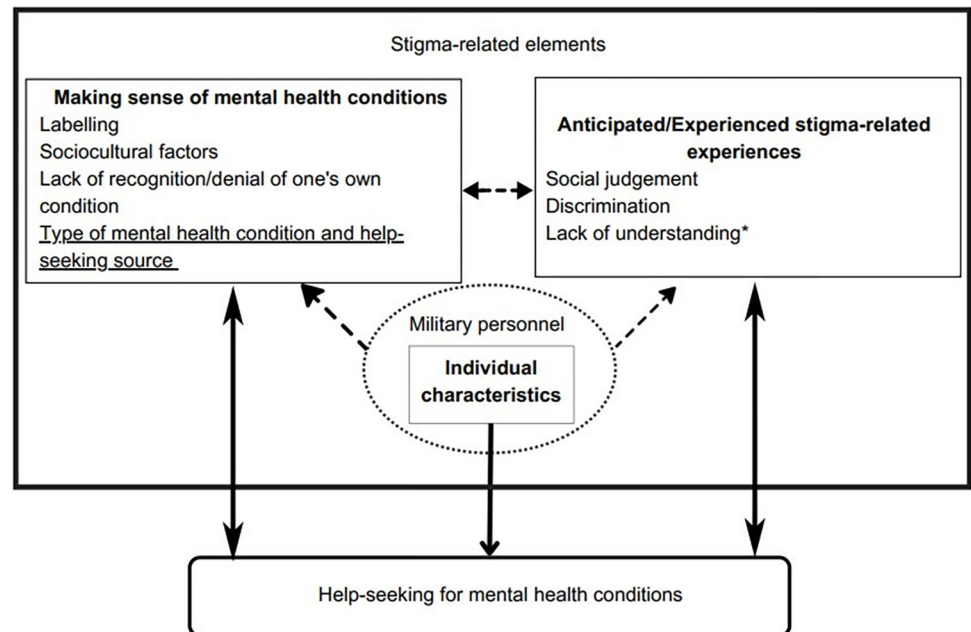 Stigma-related elements
Making sense of mental health conditions
Labelling
Sociocultural factors
Lack of recognition/denial of one's own
condition
Type of mental health condition and help-
seeking source
Anticipated/Experienced stigma-related
experiences
Social judgement
Discrimination
Lack of understanding*
Military personnel
Individual
characteristics
Help-seeking for mental health conditions